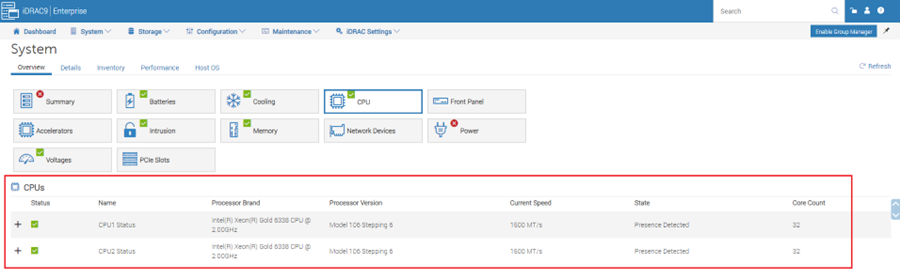 iDRAC9 | Enterprise
Search
Dashboard System Storage Configuration Maintenance iDRAC Settings
Enable Group Manager
System
Overview Details Inventory Performance Host OS
Refresh
Summary Batteries Cooling CPU Front Panel
Accelerators Intrusion Memory Network Devices Power
Voltages PCIe Slots
CPUs
Status Name Processor Brand Processor Version Current Speed State Core Count
+ CPU1 Status Intel(R) Xeon(R) Gold 6338 CPU @ Model 106 Stepping 6 1600 MT/s Presence Detected 32
2.00GHz
+ CPU2 Status Intel(R) Xeon(R) Gold 6338 CPU @ Model 106 Stepping 6 1600 MT/s Presence Detected 32
2.00GHz